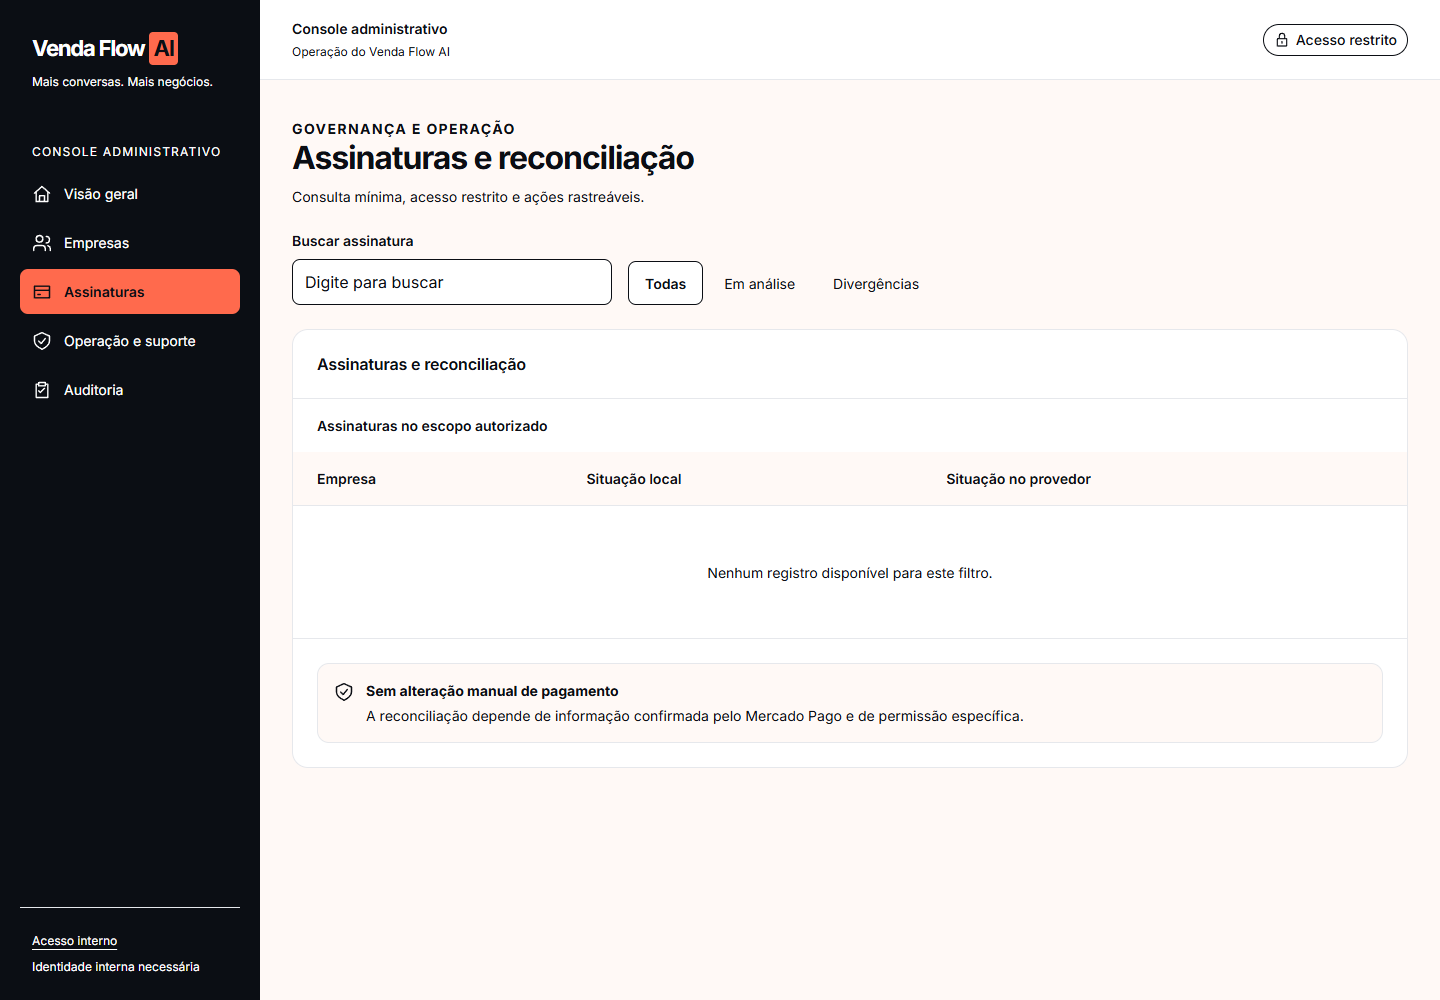 Venda Flow AI
Mais conversas. Mais negócios.
CONSOLE ADMINISTRATIVO
Visão geral
Empresas
Assinaturas
Operação e suporte
Auditoria
Acesso interno
Identidade interna necessária
Console administrativo
Operação do Venda Flow AI
Acesso restrito
GOVERNANÇA E OPERAÇÃO
Assinaturas e reconciliação
Consulta mínima, acesso restrito e ações rastreáveis.
Buscar assinatura
Digite para buscar
Todas
Em análise
Divergências
Assinaturas e reconciliação
Assinaturas no escopo autorizado
Empresa
Situação local
Situação no provedor
Nenhum registro disponível para este filtro.
Sem alteração manual de pagamento
A reconciliação depende de informação confirmada pelo Mercado Pago e de permissão específica.